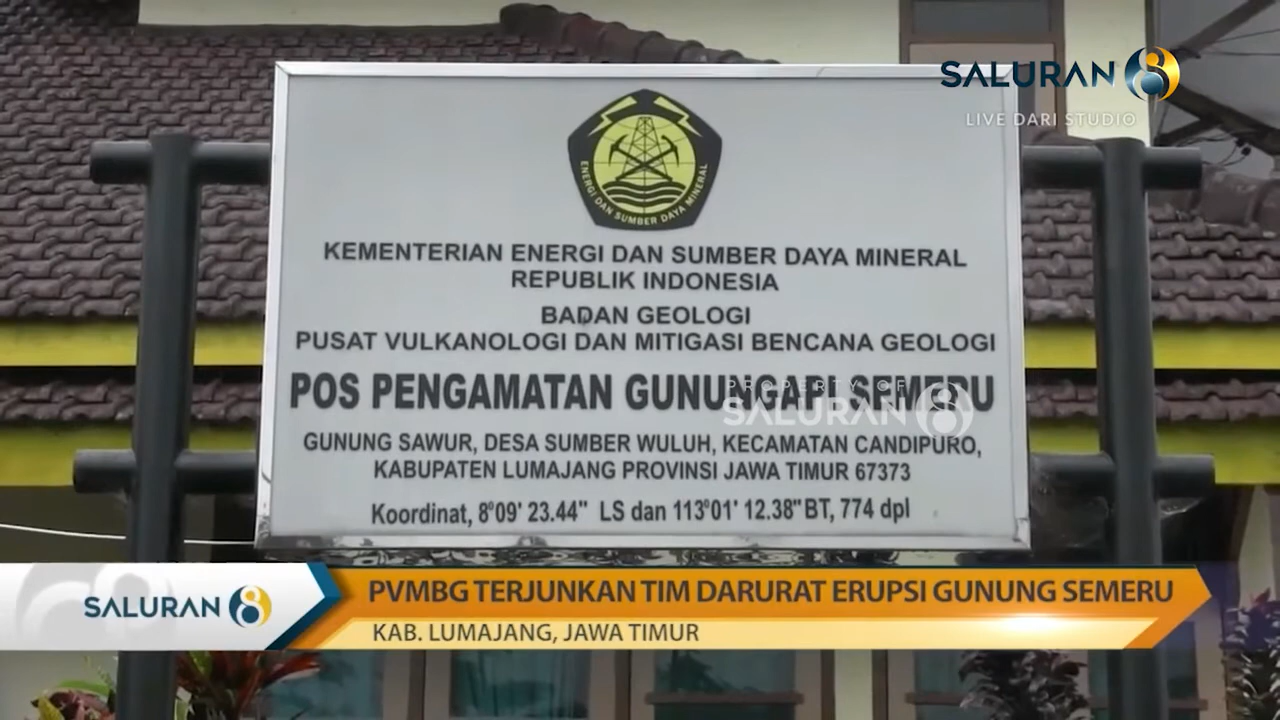 SALURAN 8
LIVE DARI STUDIO
ENERGI DAN SUMBER DAYA MINERAL
KEMENTERIAN ENERGI DAN SUMBER DAYA MINERAL
REPUBLIK INDONESIA
BADAN GEOLOGI
PUSAT VULKANOLOGI DAN MITIGASI BENCANA GEOLOGI
POS PENGAMATAN GUNUNGAPI SEMERU
PROPERTY OF
SALURAN 8
GUNUNG SAWUR, DESA SUMBER WULUH, KECAMATAN CANDIPURO,
KABUPATEN LUMAJANG PROVINSI JAWA TIMUR 67373
Koordinat, 8°09' 23.44" LS dan 113°01' 12.38" BT, 774 dpl
SALURAN 8
PVMBG TERJUNKAN TIM DARURAT ERUPSI GUNUNG SEMERU
KAB. LUMAJANG, JAWA TIMUR